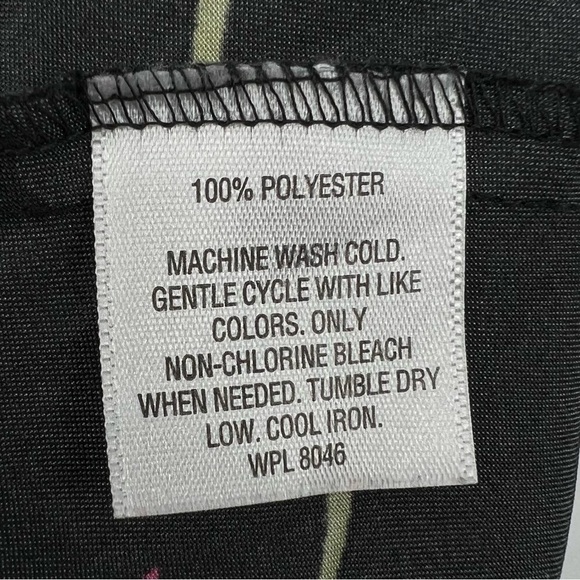 100% POLYESTER
MACHINE WASH COLD.
GENTLE CYCLE WITH LIKE
COLORS. ONLY
NON-CHLORINE BLEACH
WHEN NEEDED. TUMBLE DRY
LOW. COOL IRON.
WPL 8046